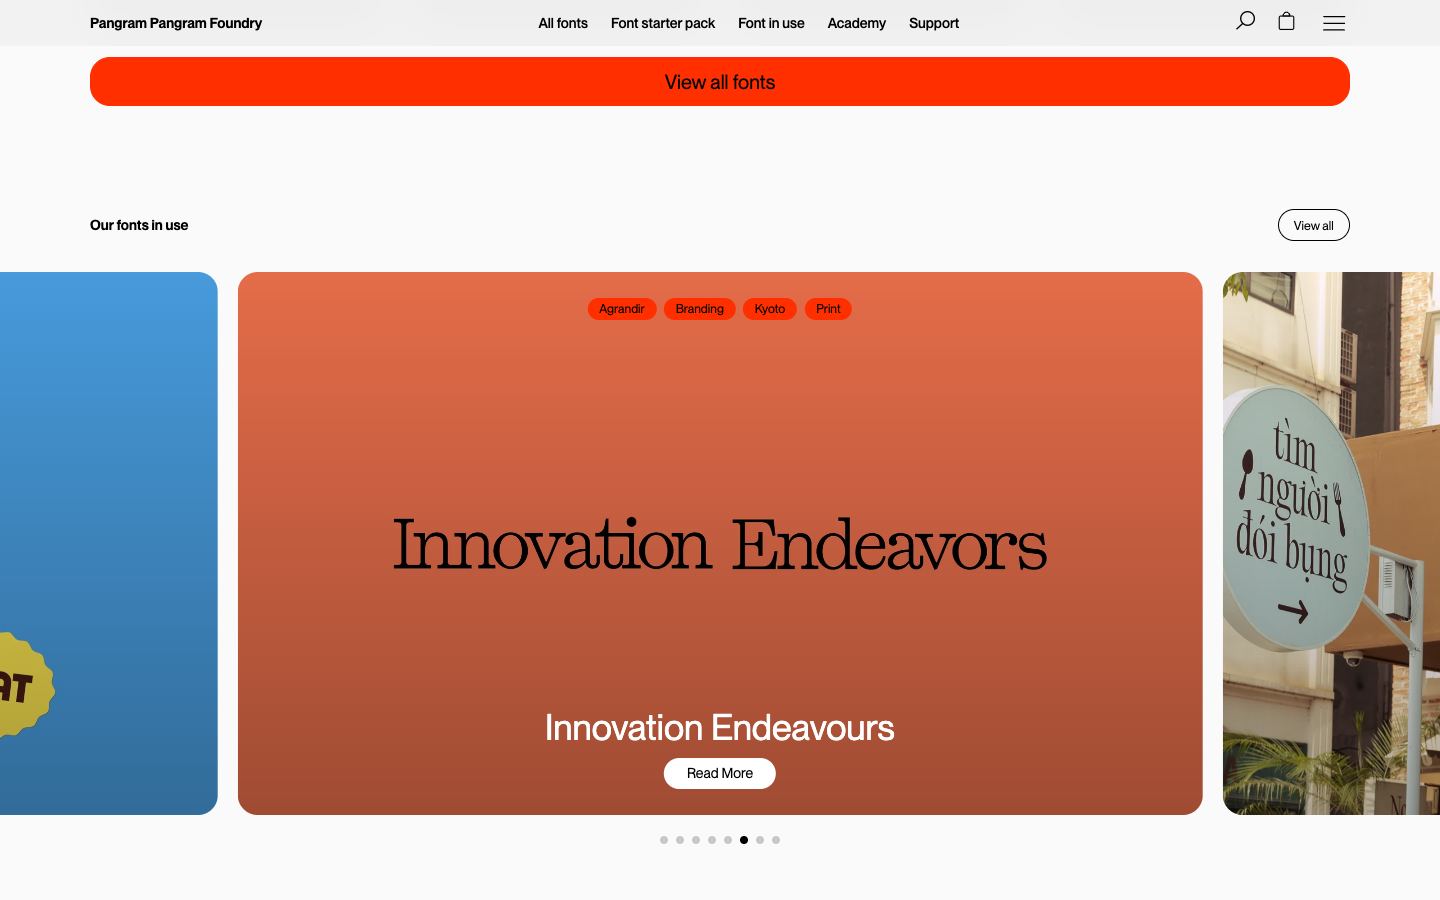 Pangram Pangram Foundry
All fonts
Font starter pack
Font in use
Academy
Support
View all fonts
Our fonts in use
View all
Agrandir
Branding
Kyoto
Print
Innovation Endeavors
Innovation Endeavours
Read More
AT
tìm
người
đói bụng